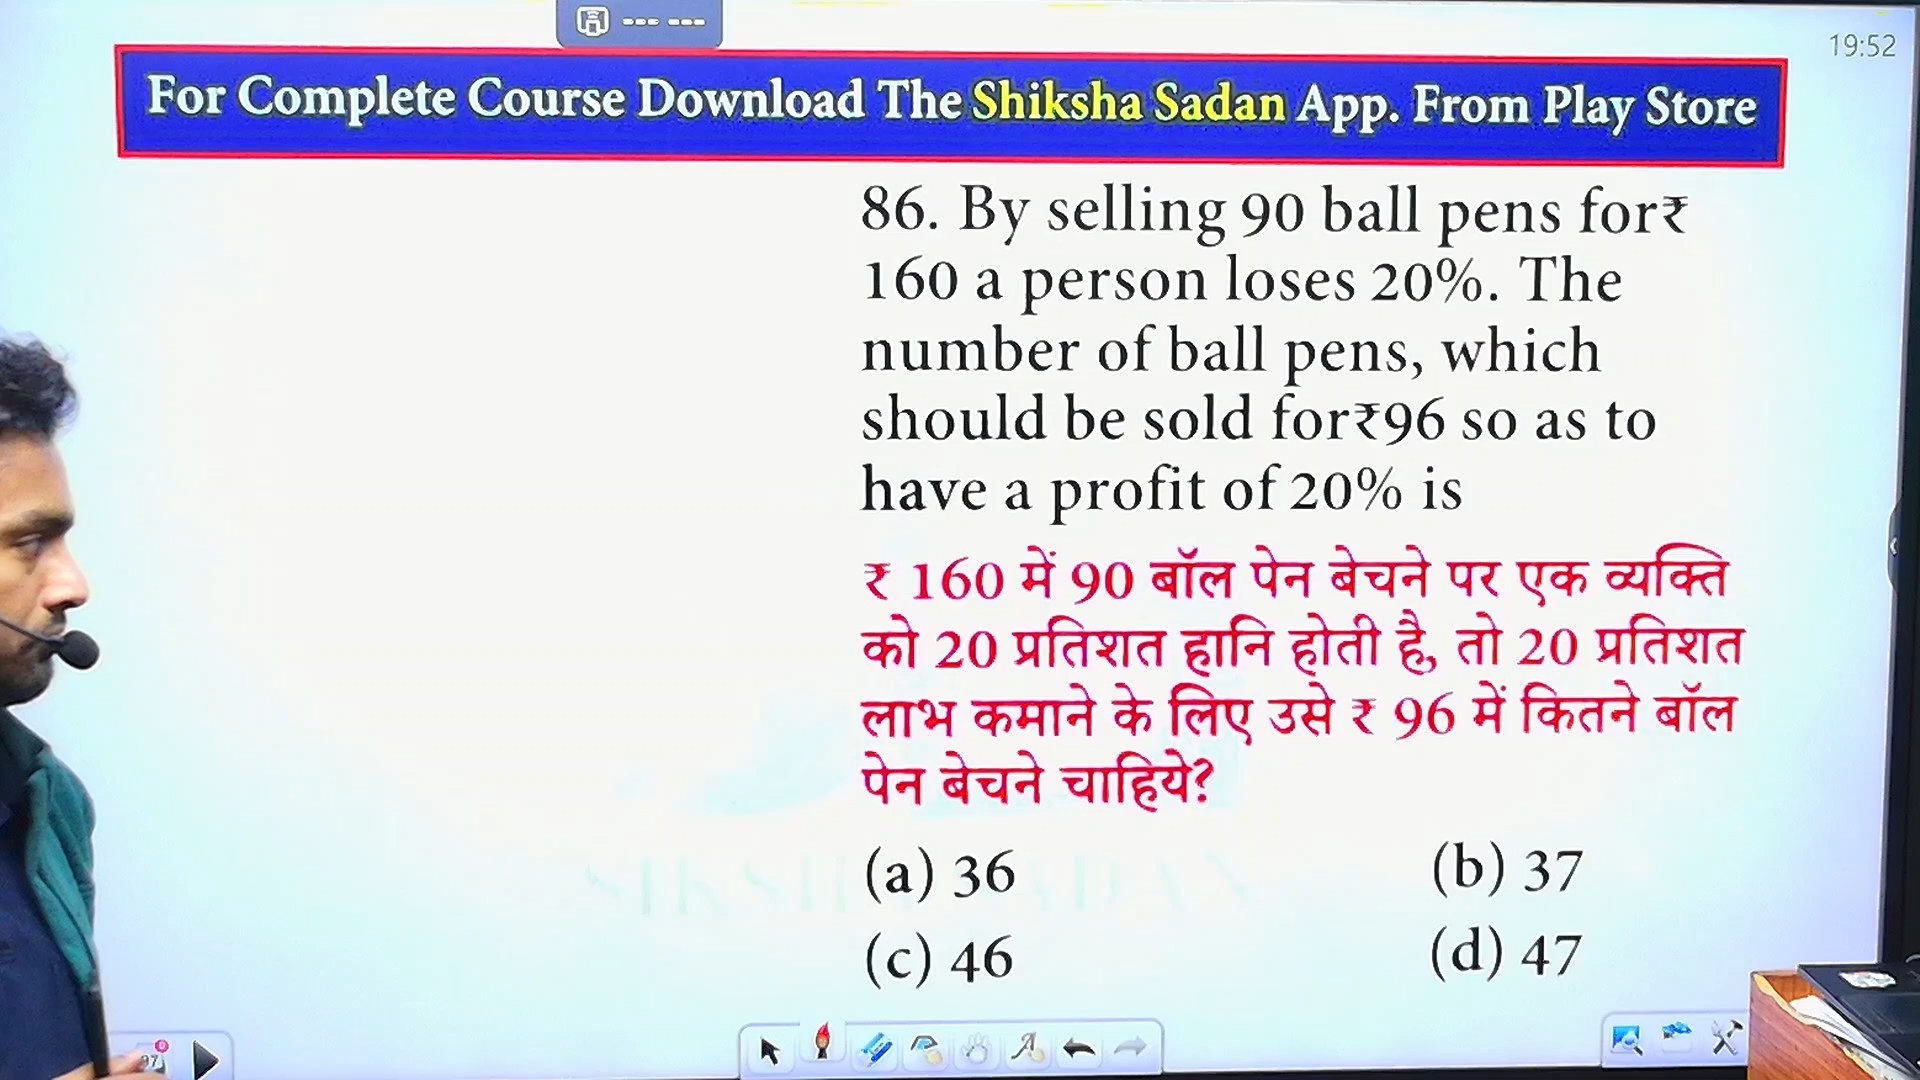 19:52
For Complete Course Download The Shiksha Sadan App. From Play Store
86. By selling 90 ball pens for₹
160 a person loses 20%. The
number of ball pens, which
should be sold for₹96 so as to
have a profit of 20% is
₹ 160 में 90 बॉल पेन बेचने पर एक व्यक्ति
को 20 प्रतिशत हानि होती है, तो 20 प्रतिशत
लाभ कमाने के लिए उसे ₹ 96 में कितने बॉल
पेन बेचने चाहिये?
(a) 36 (b) 37
(c) 46 (d) 47